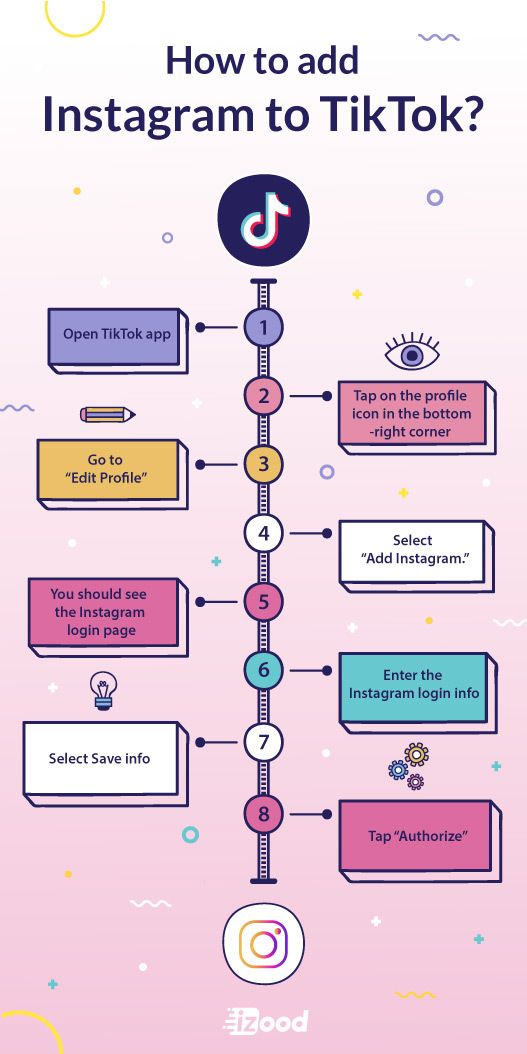 How to add
Instagram to TikTok?
1
Open TikTok app
2
Tap on the profile
icon in the bottom
-right corner
3
Go to
“Edit Profile”
4
Select
“Add Instagram.”
5
You should see
the Instagram
login page
6
Enter the
Instagram login info
7
Select Save info
8
Tap “Authorize”
izood